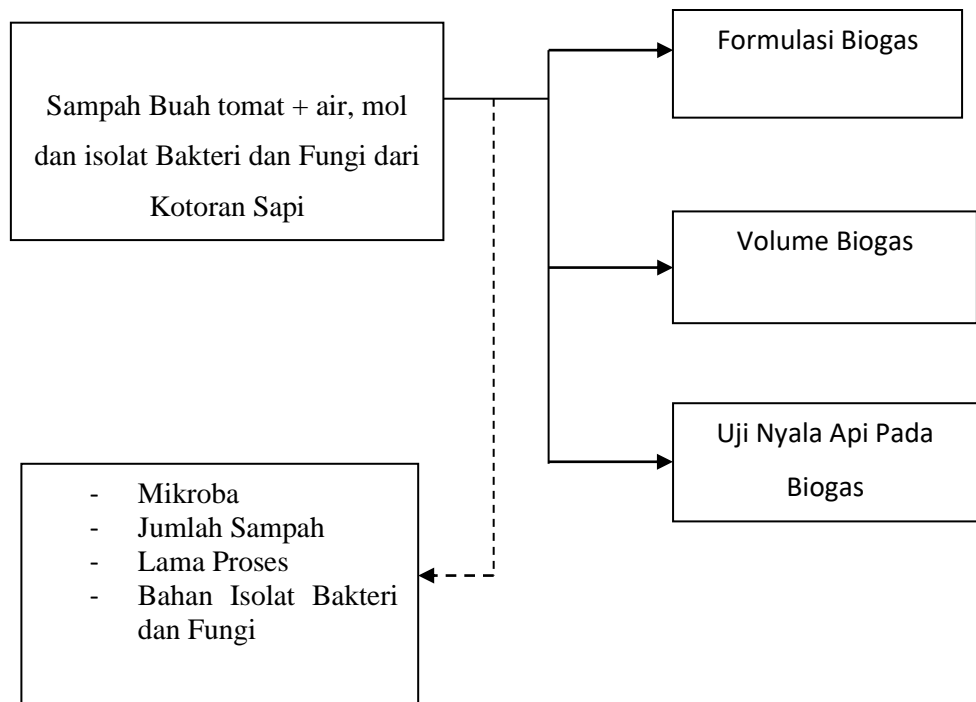 Sampah Buah tomat + air, mol
dan isolat Bakteri dan Fungi dari
Kotoran Sapi
Formulasi Biogas
Volume Biogas
Uji Nyala Api Pada
Biogas
- Mikroba
- Jumlah Sampah
- Lama Proses
- Bahan Isolat Bakteri
dan Fungi